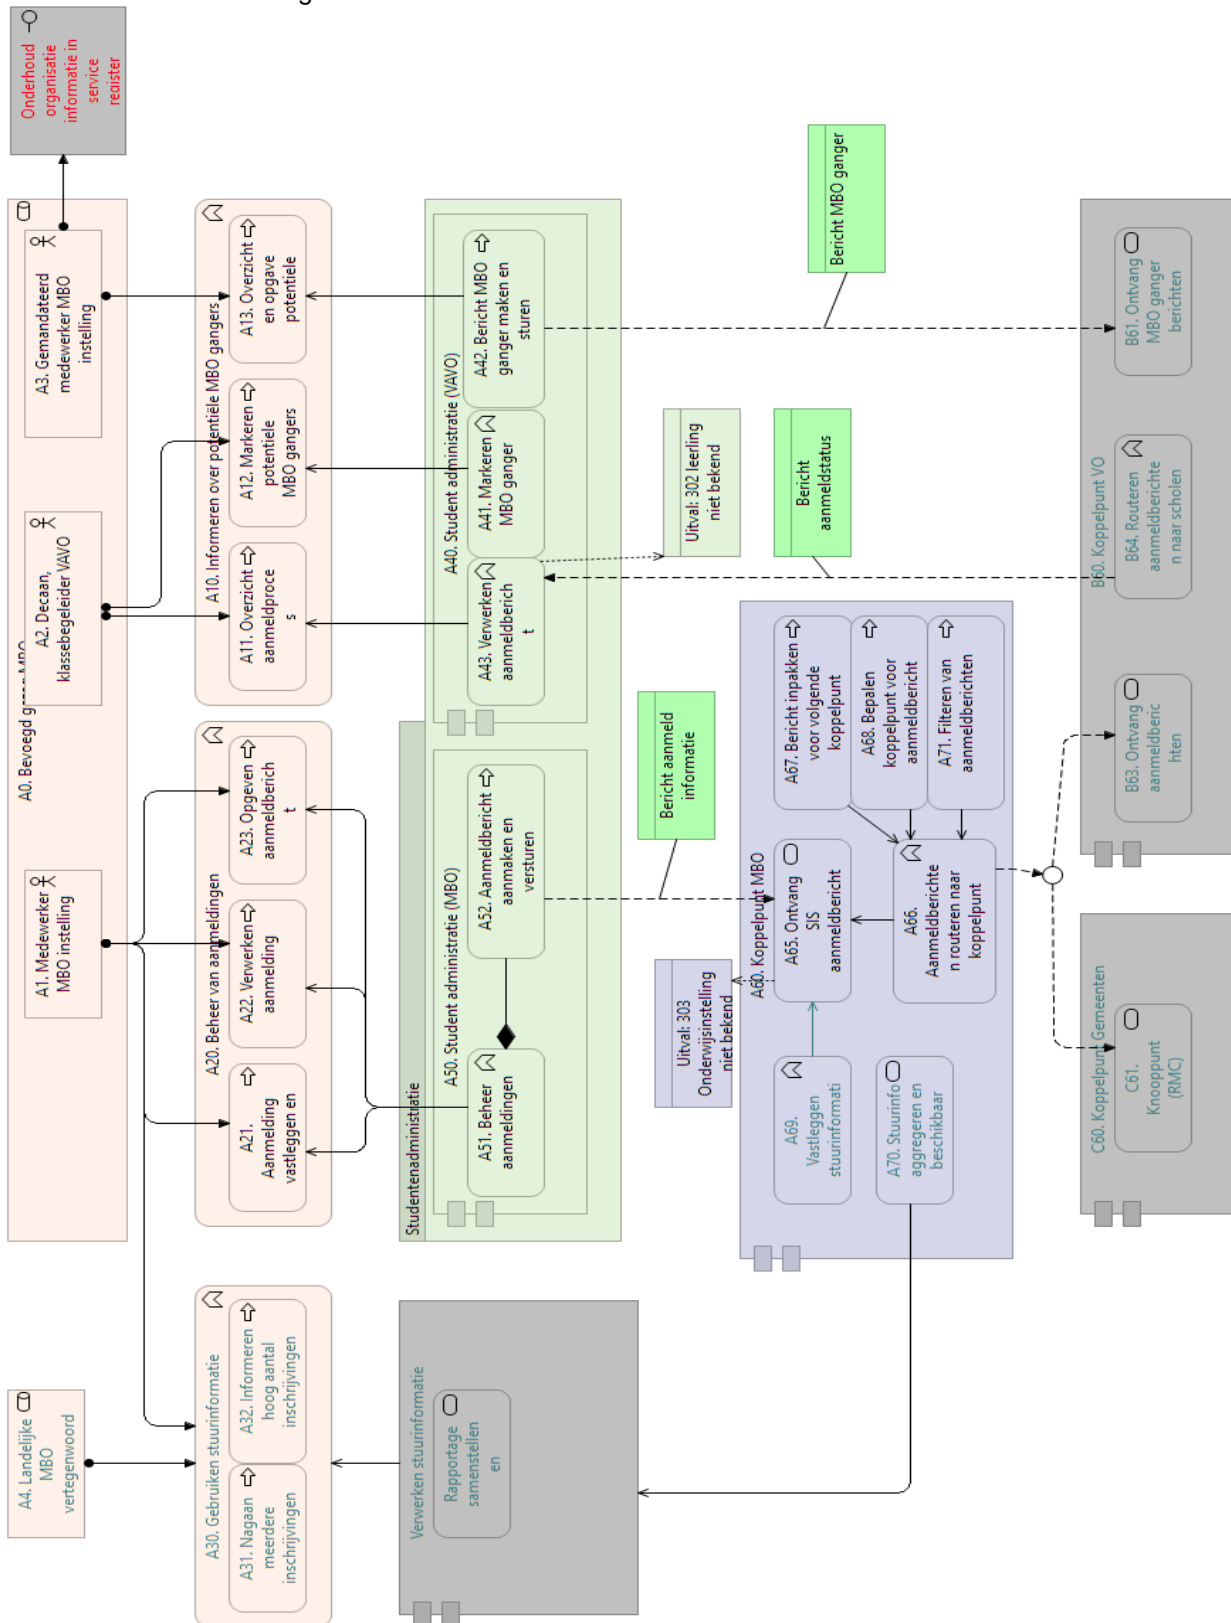 A4. Landelijke
MBO
vertegenwoord
A0. Bevoegd
A1. Medewerker
MBO instelling
A2. Decaan,
klassebegeleider VAVO
A3. Gemandateerd
medewerker MBO
instelling
Onderhoud
organisatie
informatie in
service
register
A30. Gebruiken stuurinformatie
A31. Nagaan
meerdere
inschrijvingen
A32. Informeren
hoog aantal
inschrijvingen
A20. Beheer van aanmeldingen
A21.
Aanmelding
vastleggen en
A22. Verwerken
aanmelding
A23. Opgeven
aanmeldberich
t
A10. Informeren over potentiële MBO gangers
A11. Overzicht
aanmeldproce
s
A12. Markeren
potentiele
MBO gangers
A13. Overzicht
en opgave
potentiele
Verwerken stuurinformatie
Rapportage
samenstellen
en
Studentenadministratie
A50. Student administratie (MBO)
A51. Beheer
aanmeldingen
A52. Aanmeldbericht
aanmaken en
versturen
A40. Student administratie (VAVO)
A43. Verwerken
aanmeldberich
t
A41. Markeren
MBO ganger
A42. Bericht MBO
ganger maken en
sturen
Bericht aanmeld
informatie
Uitval: 303
Onderwijsinstelling
niet bekend
Uitval: 302 leerling
niet bekend
Bericht
aanmeldstatus
Bericht MBO ganger
A60. Koppelpunt MBO
A69.
Vastleggen
stuurinformati
A65. Ontvang
SIS
aanmeldbericht
A67. Bericht inpakken
voor volgende
koppelpunt
A70. Stuurinfo
aggregeren en
beschikbaar
A66.
Aanmeldberichte
n routeren naar
koppelpunt
A68. Bepalen
koppelpunt voor
aanmeldbericht
A71. Filteren van
aanmeldberichten
C60. Koppelpunt Gemeenten
C61.
Knooppunt
(RMC)
B60. Koppelpunt VO
B63. Ontvang
aanmeldberic
hten
B64. Routeren
aanmeldberichte
n naar scholen
B61. Ontvang
MBO ganger
berichten